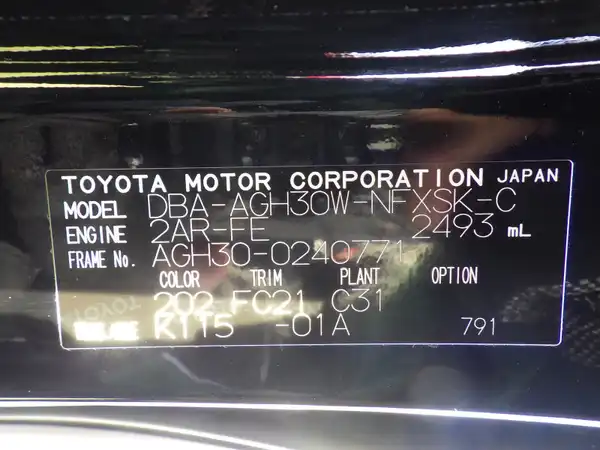 TOYOTA MOTOR CORPORATION JAPAN
MODEL DBA-AGH30W-NFXSK-C
ENGINE 2AR-FE 2493 mL
FRAME No. AGH30-0240771
COLOR TRIM PLANT OPTION
202 FC21 C31
-01A 791